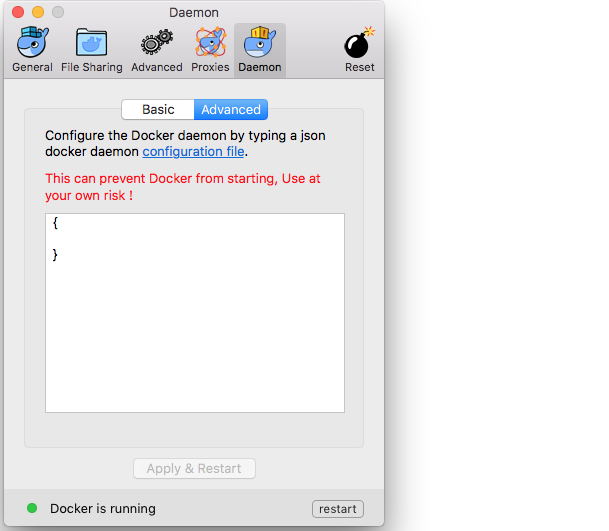 Daemon
General File Sharing Advanced Proxies Daemon Reset
Basic Advanced
Configure the Docker daemon by typing a json
docker daemon configuration file.
This can prevent Docker from starting, Use at
your own risk !
{
}
Apply & Restart
Docker is running restart